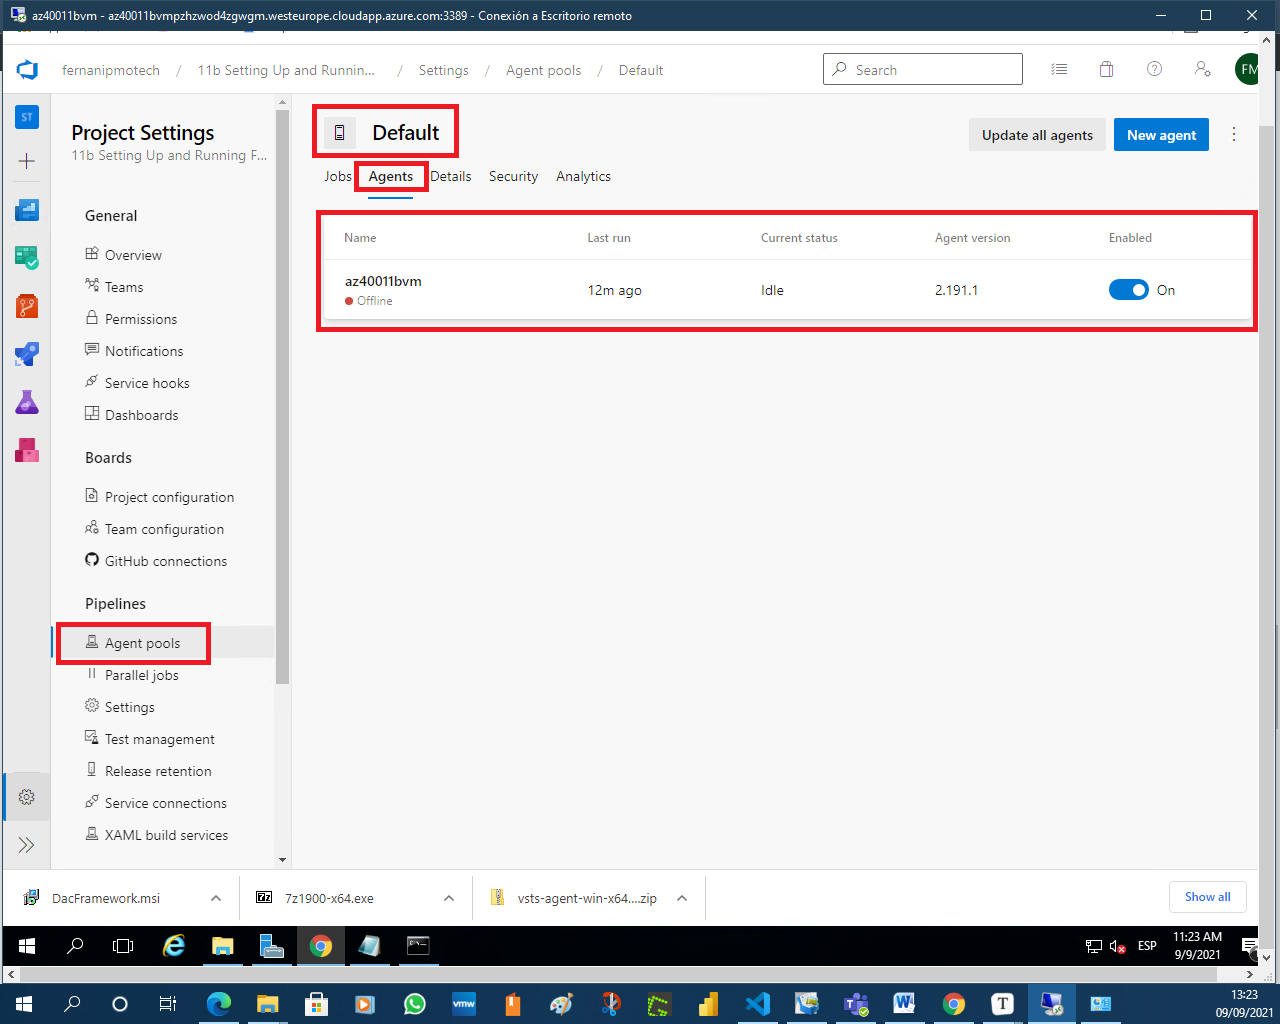 az40011bvm - az40011bvmpzhzwod4zgwgm.westeurope.cloudapp.azure.com:3389 - Conexión a Escritorio remoto
fernanipmotech / 11b Setting Up and Runnin... / Settings / Agent pools / Default
Search
FM
ST
Project Settings
11b Setting Up and Running F...
General
Overview
Teams
Permissions
Notifications
Service hooks
Dashboards
Boards
Project configuration
Team configuration
GitHub connections
Pipelines
Agent pools
Parallel jobs
Settings
Test management
Release retention
Service connections
XAML build services
Default
Update all agents
New agent
Jobs Agents Details Security Analytics
Name Last run Current status Agent version Enabled
az40011bvm 12m ago Idle 2.191.1 On
Offline
DacFramework.msi
7z1900-x64.exe
vsts-agent-win-x64....zip
Show all
ESP
11:23 AM
9/9/2021
13:23
09/09/2021